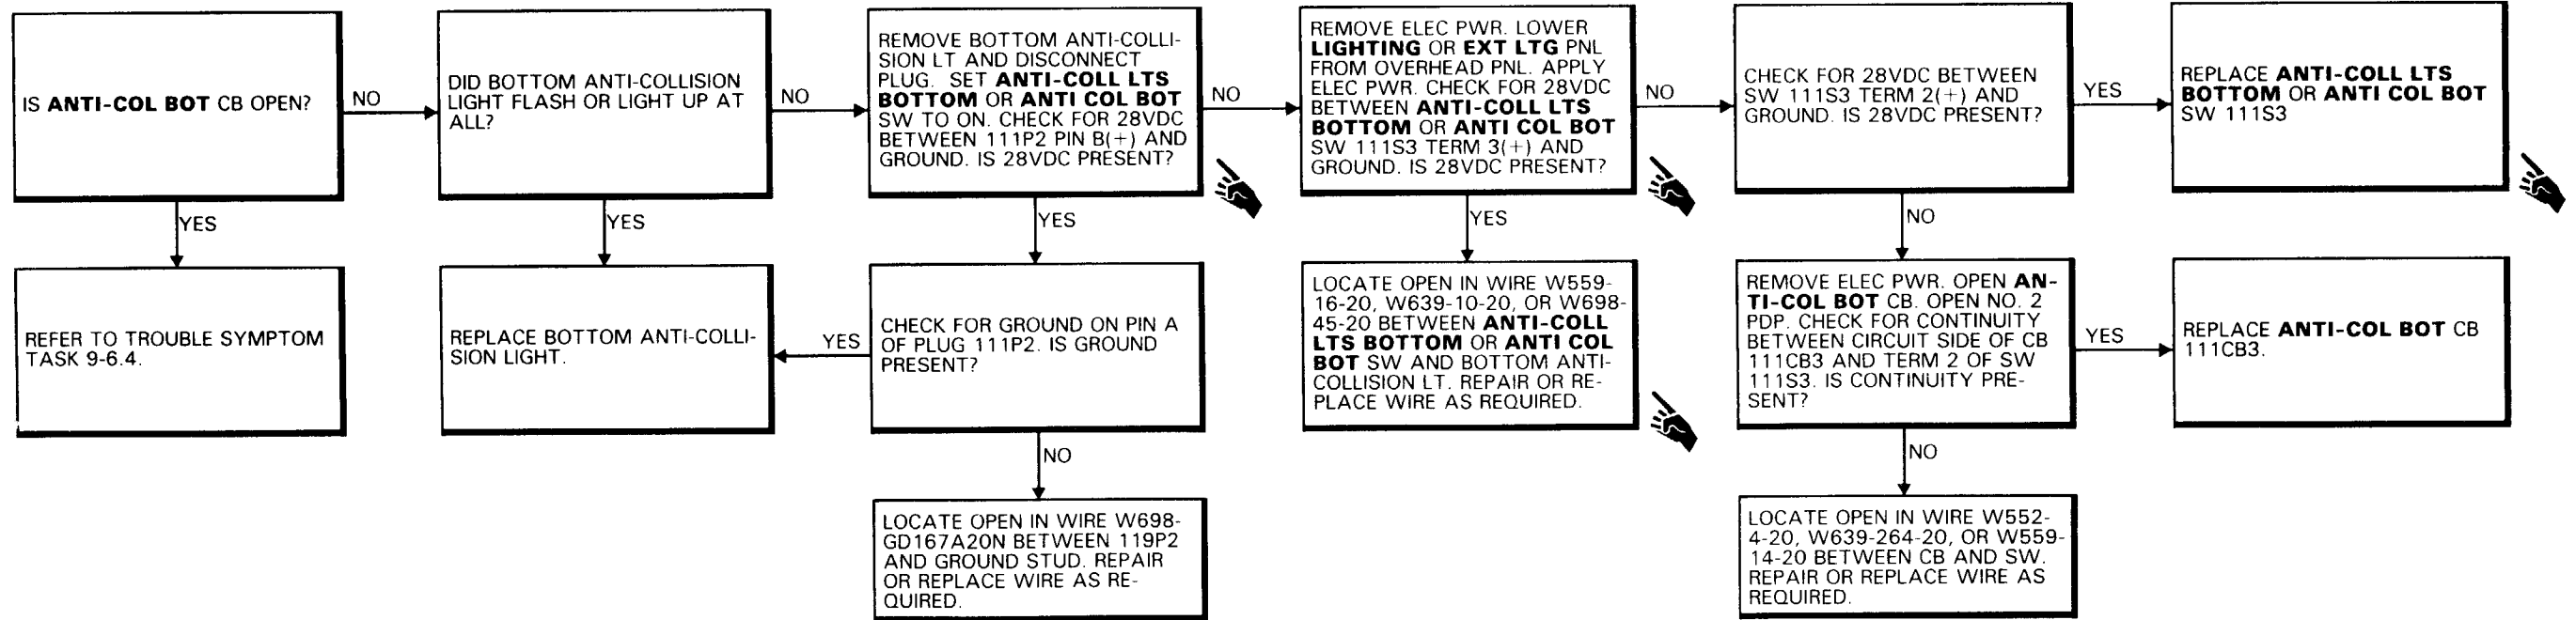 IS ANTI-COL BOT CB OPEN?
NO
YES
REFER TO TROUBLE SYMPTOM
TASK 9-6.4.
DID BOTTOM ANTI-COLLISION
LIGHT FLASH OR LIGHT UP AT
ALL?
NO
YES
REPLACE BOTTOM ANTI-COLLI-
SION LIGHT.
REMOVE BOTTOM ANTI-COLLI-
SION LT AND DISCONNECT
PLUG. SET ANTI-COLL LTS
BOTTOM OR ANTI COL BOT
SW TO ON. CHECK FOR 28VDC
BETWEEN 111P2 PIN B(+) AND
GROUND. IS 28VDC PRESENT?
NO
YES
CHECK FOR GROUND ON PIN A
OF PLUG 111P2. IS GROUND
PRESENT?
YES
NO
LOCATE OPEN IN WIRE W698-
GD167A20N BETWEEN 119P2
AND GROUND STUD. REPAIR
OR REPLACE WIRE AS RE-
QUIRED.
REMOVE ELEC PWR. LOWER
LIGHTING OR EXT LTG PNL
FROM OVERHEAD PNL. APPLY
ELEC PWR. CHECK FOR 28VDC
BETWEEN ANTI-COLL LTS
BOTTOM OR ANTI COL BOT
SW 111S3 TERM 3(+) AND
GROUND. IS 28VDC PRESENT?
NO
YES
LOCATE OPEN IN WIRE W559-
16-20, W639-10-20, OR W698-
45-20 BETWEEN ANTI-COLL
LTS BOTTOM OR ANTI COL
BOT SW AND BOTTOM ANTI-
COLLISION LT. REPAIR OR RE-
PLACE WIRE AS REQUIRED.
CHECK FOR 28VDC BETWEEN
SW 111S3 TERM 2(+) AND
GROUND. IS 28VDC PRESENT?
YES
NO
REMOVE ELEC PWR. OPEN AN-
TI-COL BOT CB. OPEN NO. 2
PDP. CHECK FOR CONTINUITY
BETWEEN CIRCUIT SIDE OF CB
111CB3 AND TERM 2 OF SW
111S3. IS CONTINUITY PRE-
SENT?
YES
NO
LOCATE OPEN IN WIRE W552-
4-20, W639-264-20, OR W559-
14-20 BETWEEN CB AND SW.
REPAIR OR REPLACE WIRE AS
REQUIRED.
REPLACE ANTI-COLL LTS
BOTTOM OR ANTI COL BOT
SW 111S3
REPLACE ANTI-COL BOT CB
111CB3.